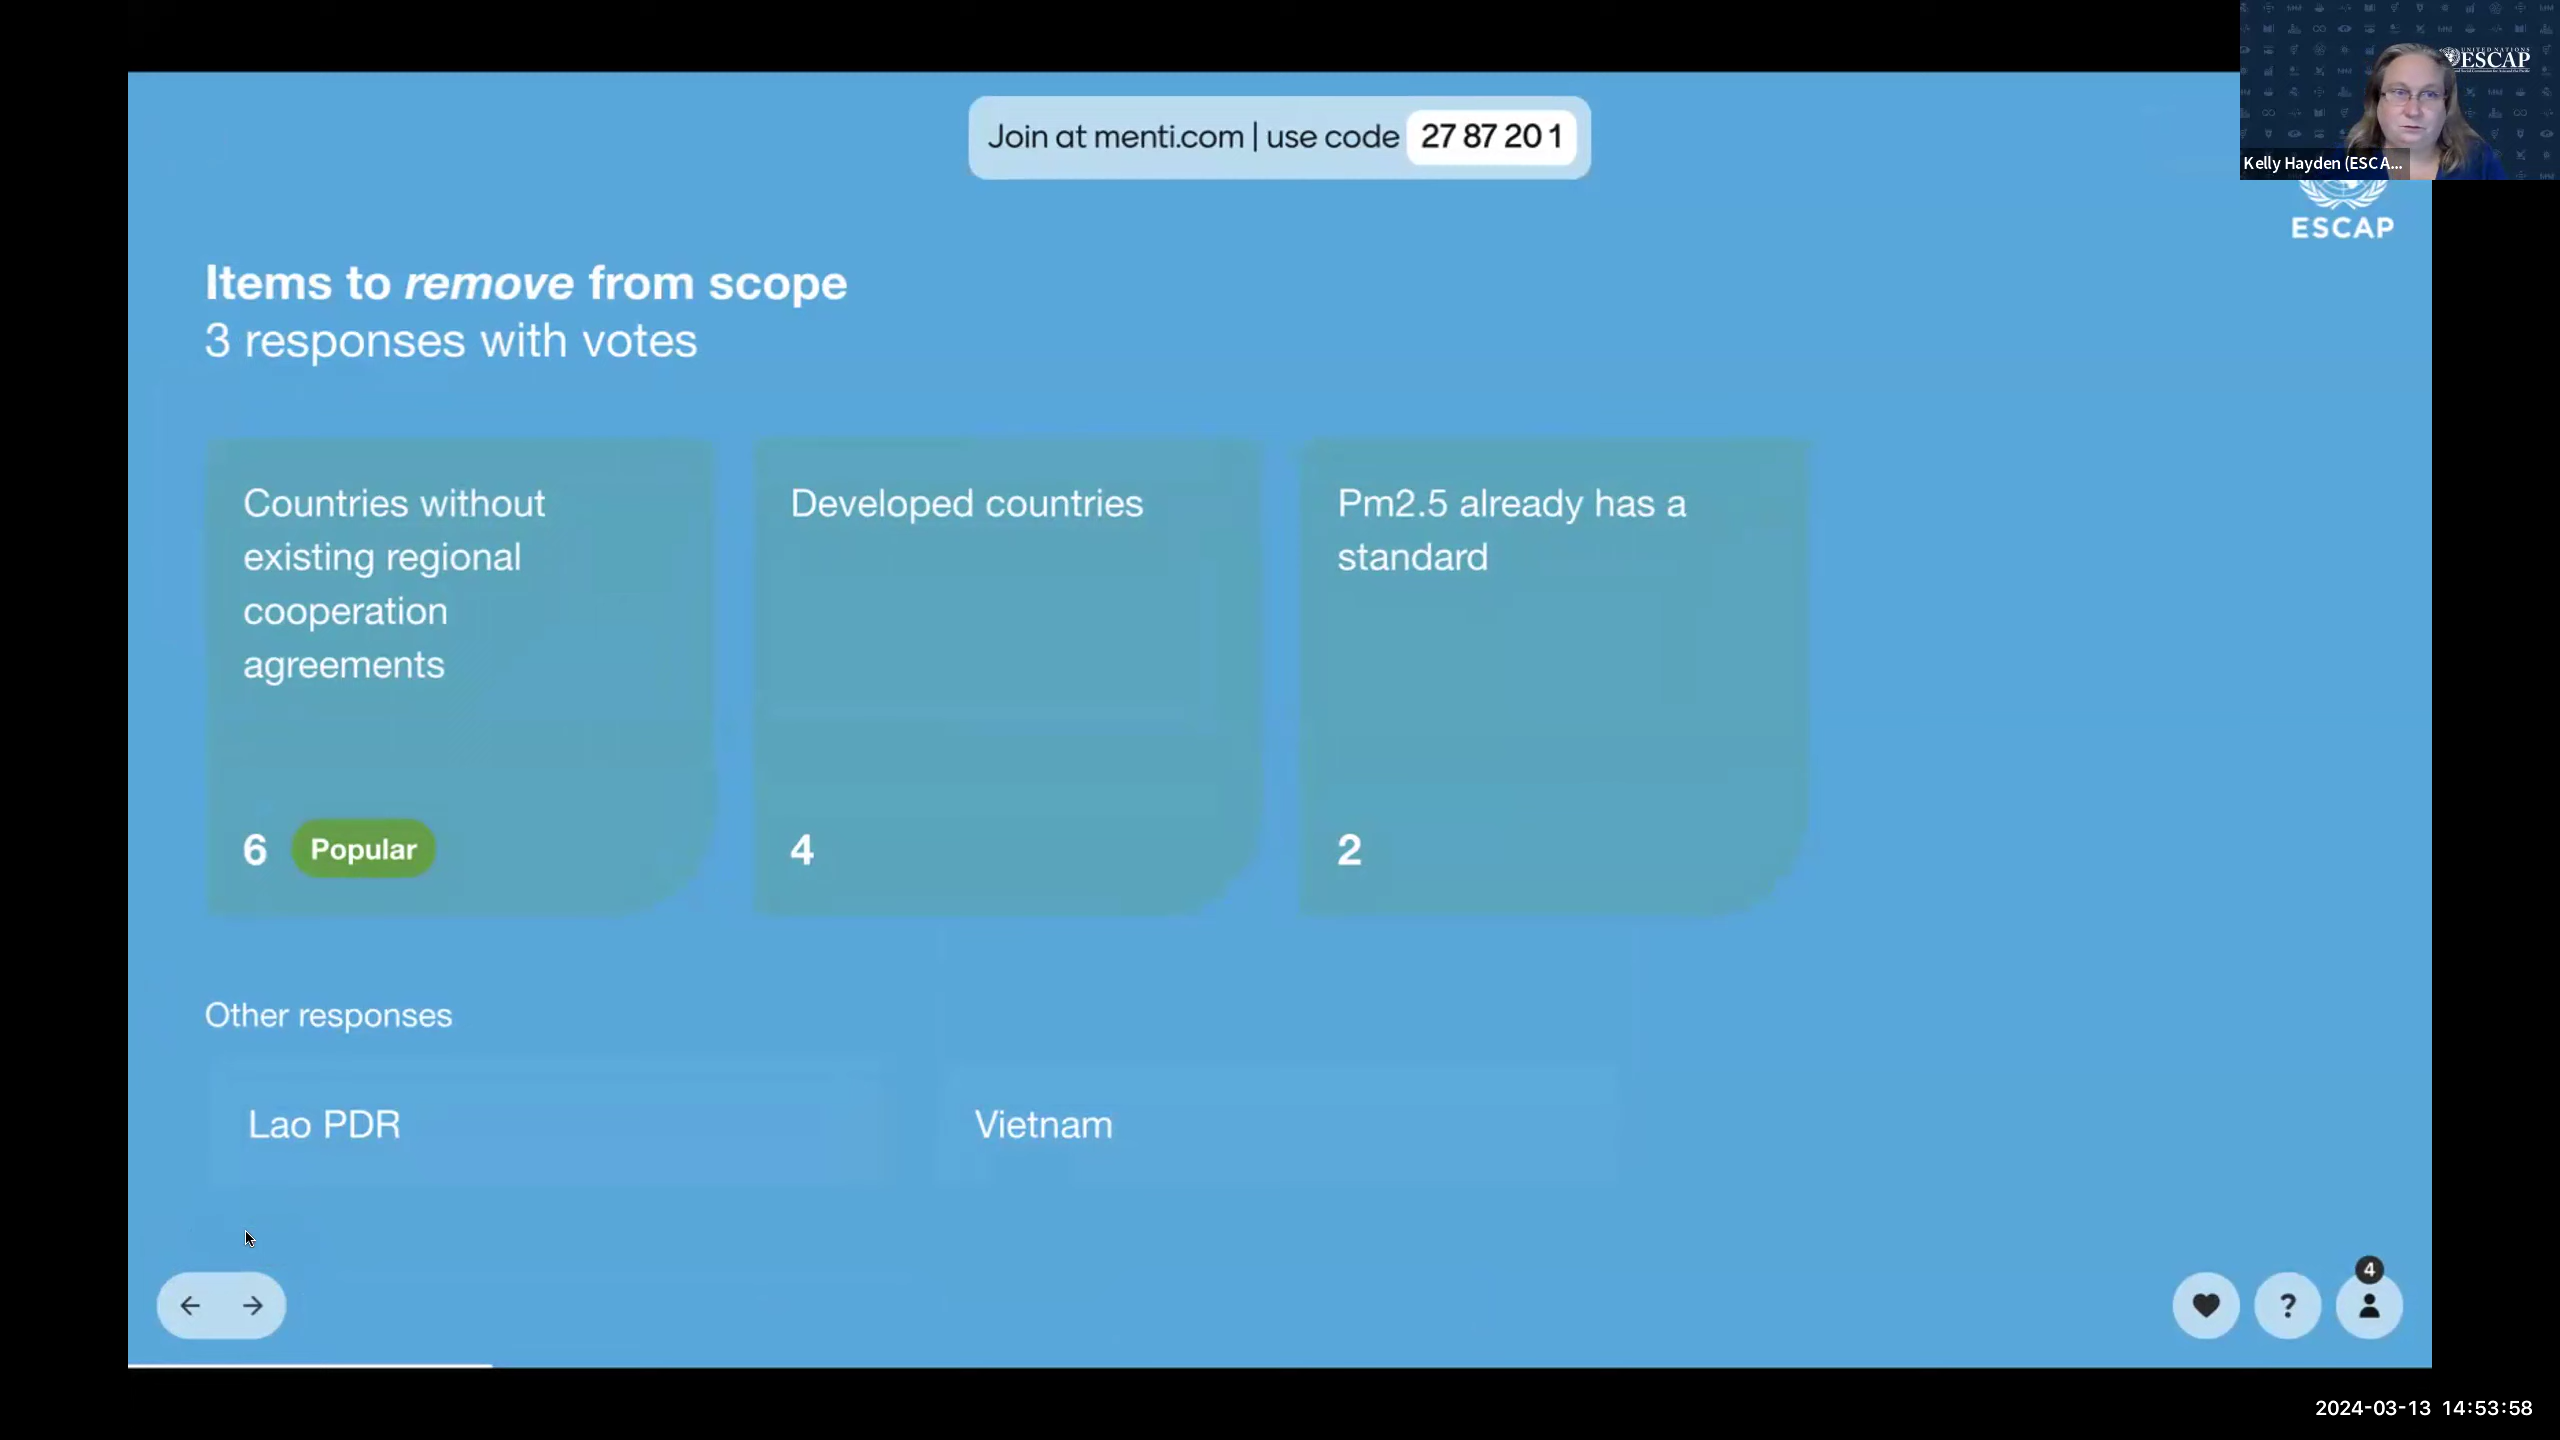 Join at menti.com | use code 27 87 20 1
UNITED NATIONS
ESCAP
Kelly Hayden (ESCA...
ESCAP
Items to remove from scope
3 responses with votes
Countries without
existing regional
cooperation
agreements
6 Popular
Developed countries
4
Pm2.5 already has a
standard
2
Other responses
Lao PDR
Vietnam
4
?
2024-03-13 14:53:58